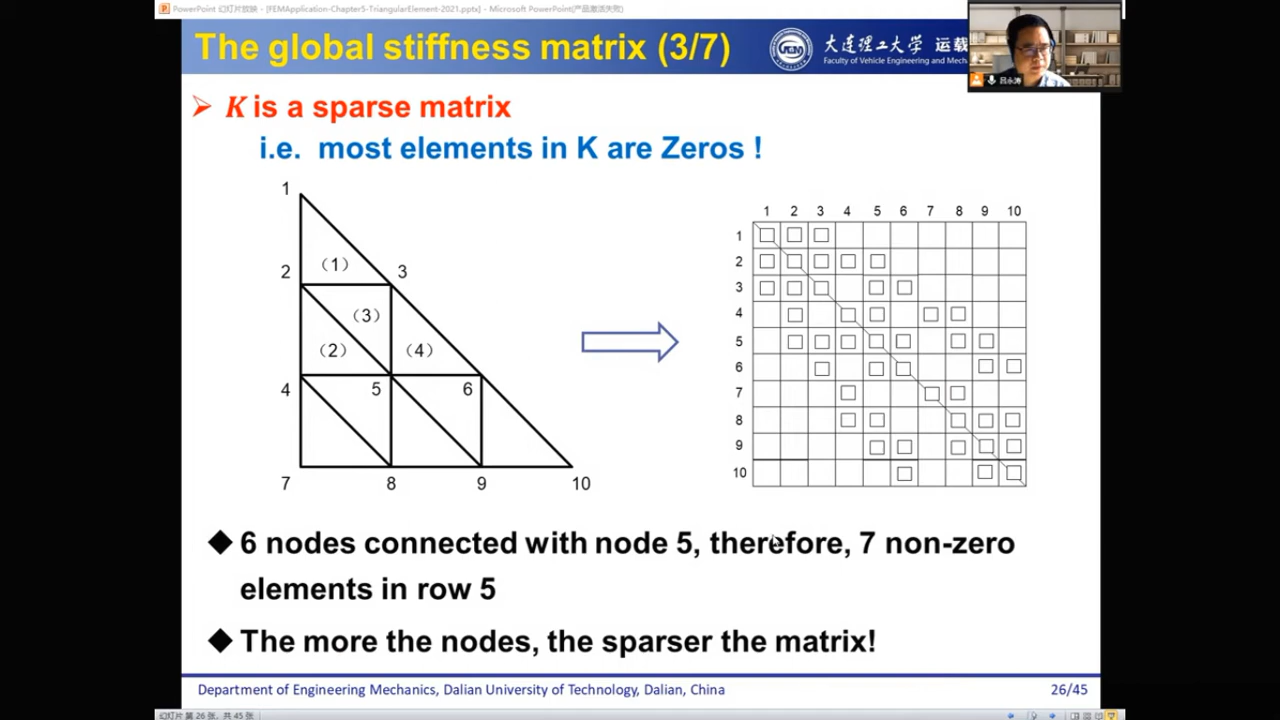 PowerPoint 幻灯片放映 - [FEMApplication-Chapter5-TriangularElement-2021.pptx] - Microsoft PowerPoint(产品激活失败)
The global stiffness matrix (3/7)
大连理工大学 运载
Faculty of Vehicle Engineering and Mech
吕永涛
➢ K is a sparse matrix
i.e. most elements in K are Zeros !
1
2 (1) 3
(3)
(2) (4)
4 5 6
7 8 9 10
1 2 3 4 5 6 7 8 9 10
1
2
3
4
5
6
7
8
9
10
◆ 6 nodes connected with node 5, therefore, 7 non-zero
elements in row 5
◆ The more the nodes, the sparser the matrix!
Department of Engineering Mechanics, Dalian University of Technology, Dalian, China 26/45
幻灯片 第 26 张, 共 45 张